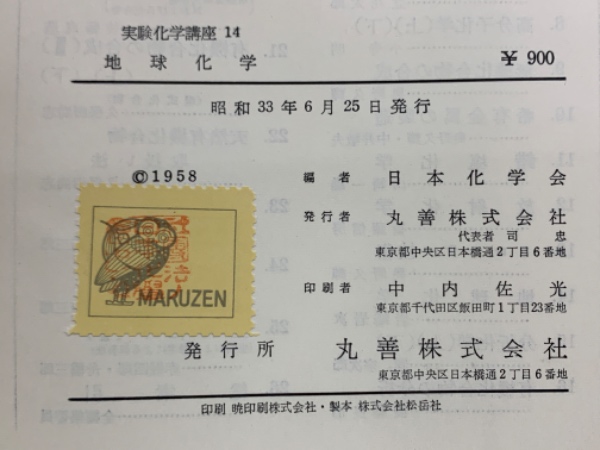 実験化学講座 14
地球化学
¥ 900
昭和33年6月25日発行
©1958
編者 日本化学会
発行者 丸善株式会社
代表者 司 忠
東京都中央区日本橋通2丁目6番地
印刷者 中内佐光
東京都千代田区飯田町1丁目23番地
MARUZEN
発行所 丸善株式会社
東京都中央区日本橋通2丁目6番地
印刷 暁印刷株式会社・製本 株式会社松岳社